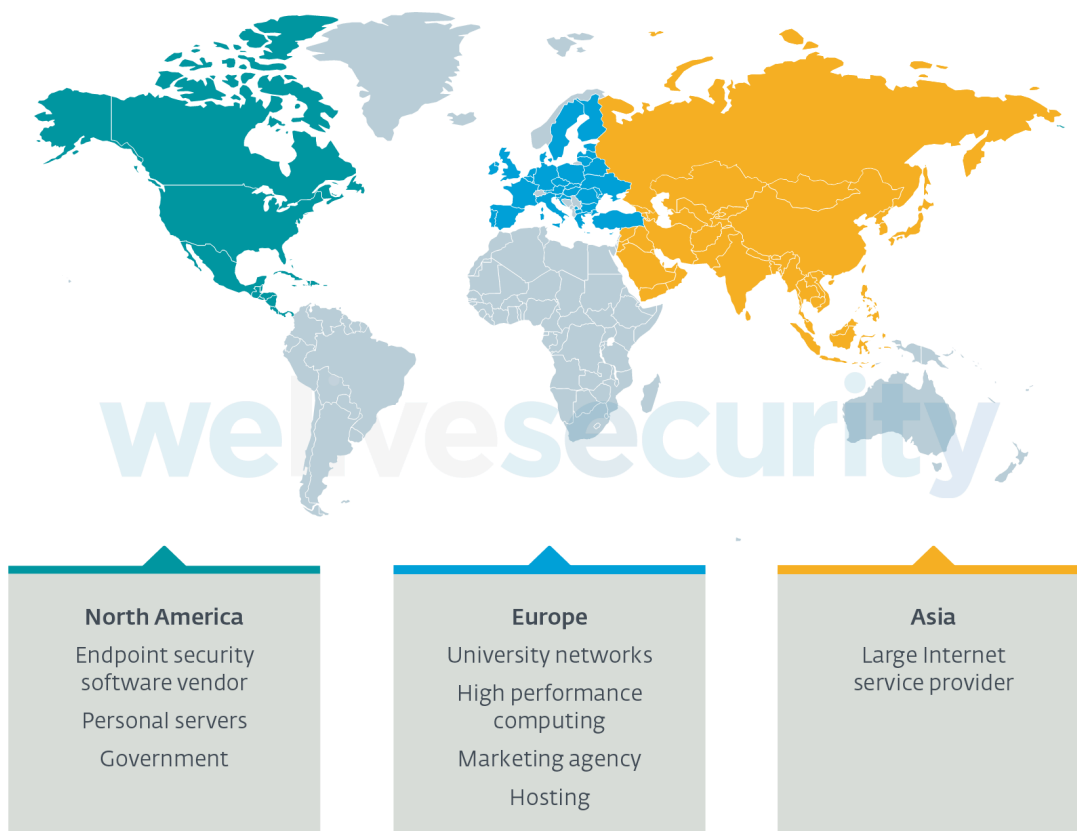 welivesecurity
North America
Endpoint security
software vendor
Personal servers
Government
Europe
University networks
High performance
computing
Marketing agency
Hosting
Asia
Large Internet
service provider